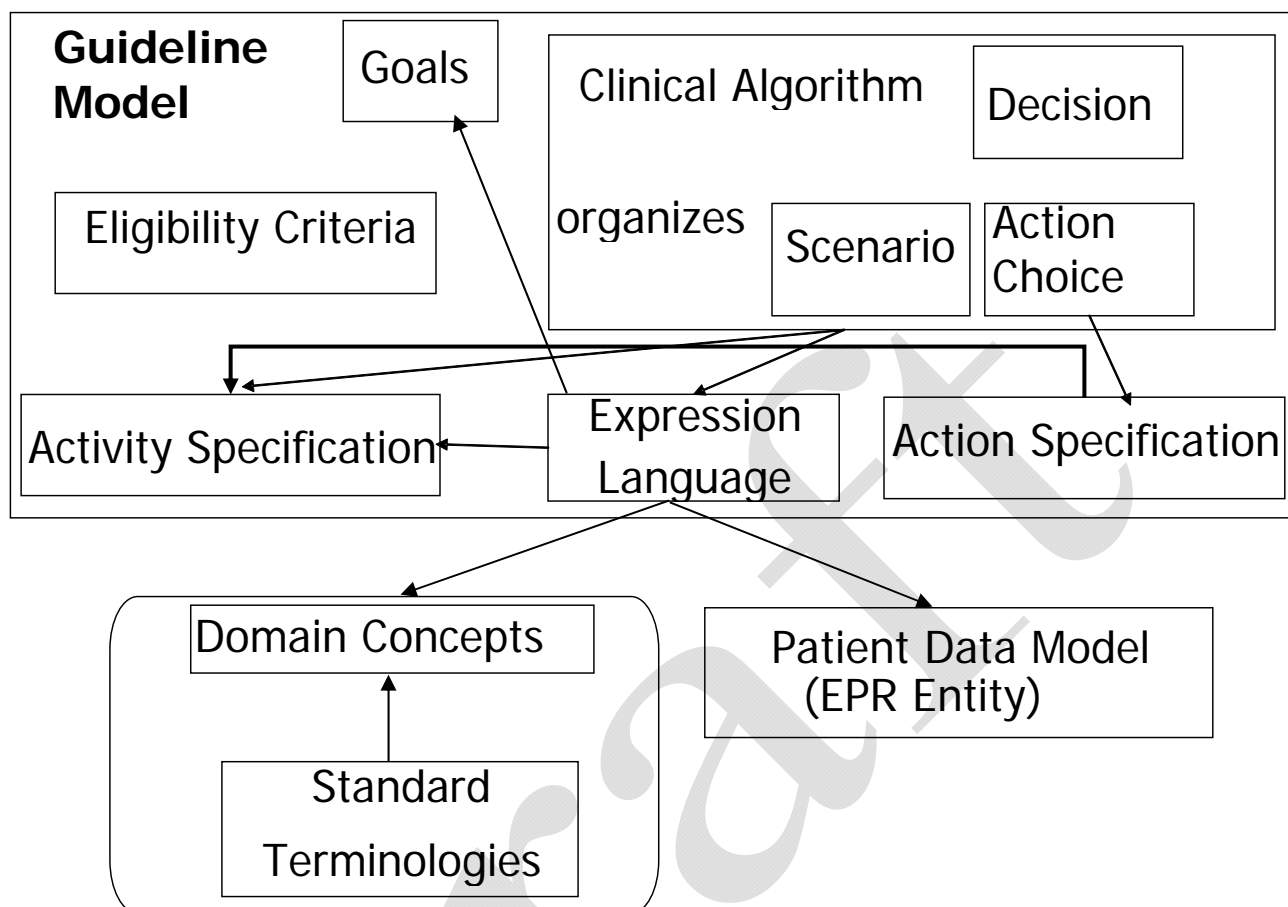 Guideline
Model
Goals
Clinical Algorithm
Decision
Eligibility Criteria
organizes
Scenario
Action
Choice
Activity Specification
Expression
Language
Action Specification
Domain Concepts
Patient Data Model
(EPR Entity)
Standard
Terminologies
raft